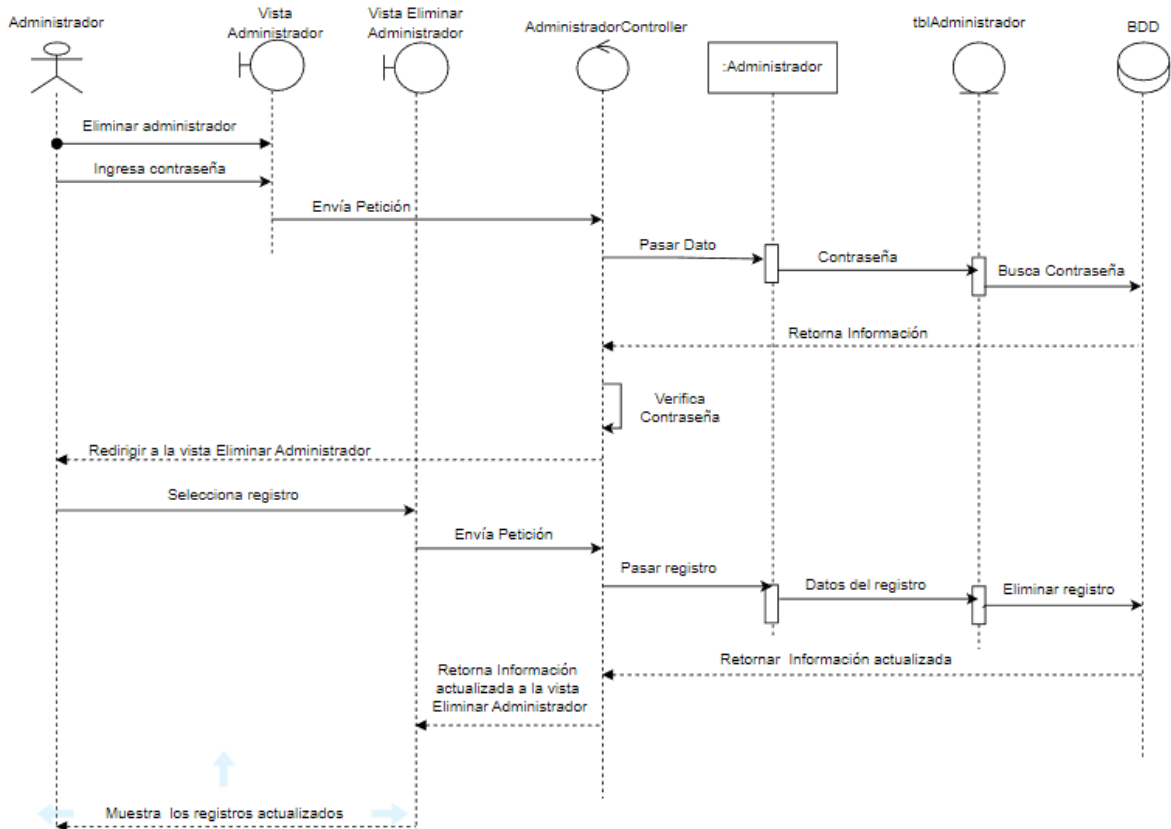 Administrador
Vista
Administrador
Vista Eliminar
Administrador
AdministradorController
:Administrador
tblAdministrador
BDD
Eliminar administrador
Ingresa contraseña
Envía Petición
Pasar Dato
Contraseña
Busca Contraseña
Retorna Información
Verifica
Contraseña
Redirigir a la vista Eliminar Administrador
Selecciona registro
Envía Petición
Pasar registro
Datos del registro
Eliminar registro
Retornar Información actualizada
Retorna Información
actualizada a la vista
Eliminar Administrador
Muestra los registros actualizados